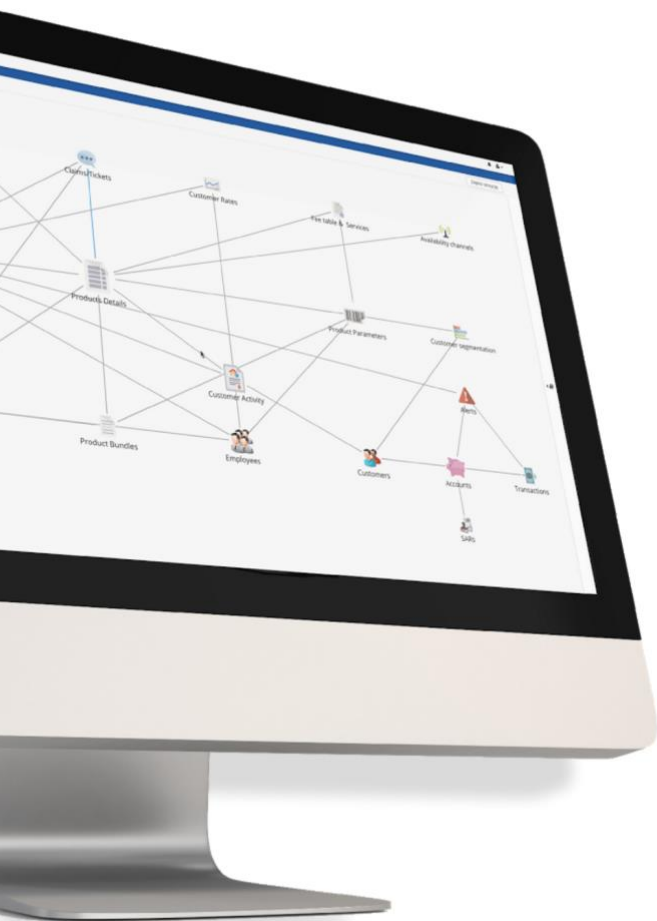 Claims/Tickets
Customer Rates
Fee table & Services
Availability channels
Products Details
Product Parameters
Customer segmentation
Customer Activity
Alerts
Product Bundles
Employees
Customers
Accounts
Transactions
SARs